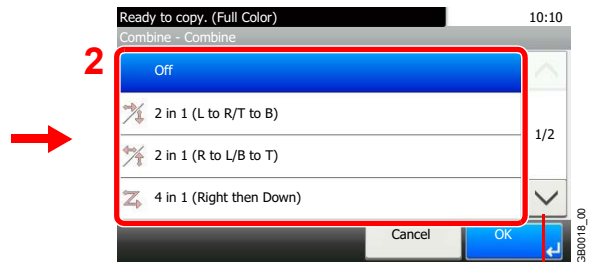 Ready to copy. (Full Color) 10:10
Combine - Combine
2
Off
2 in 1 (L to R/T to B)
1/2
2 in 1 (R to L/B to T)
4 in 1 (Right then Down)
Cancel OK
GB0018_00